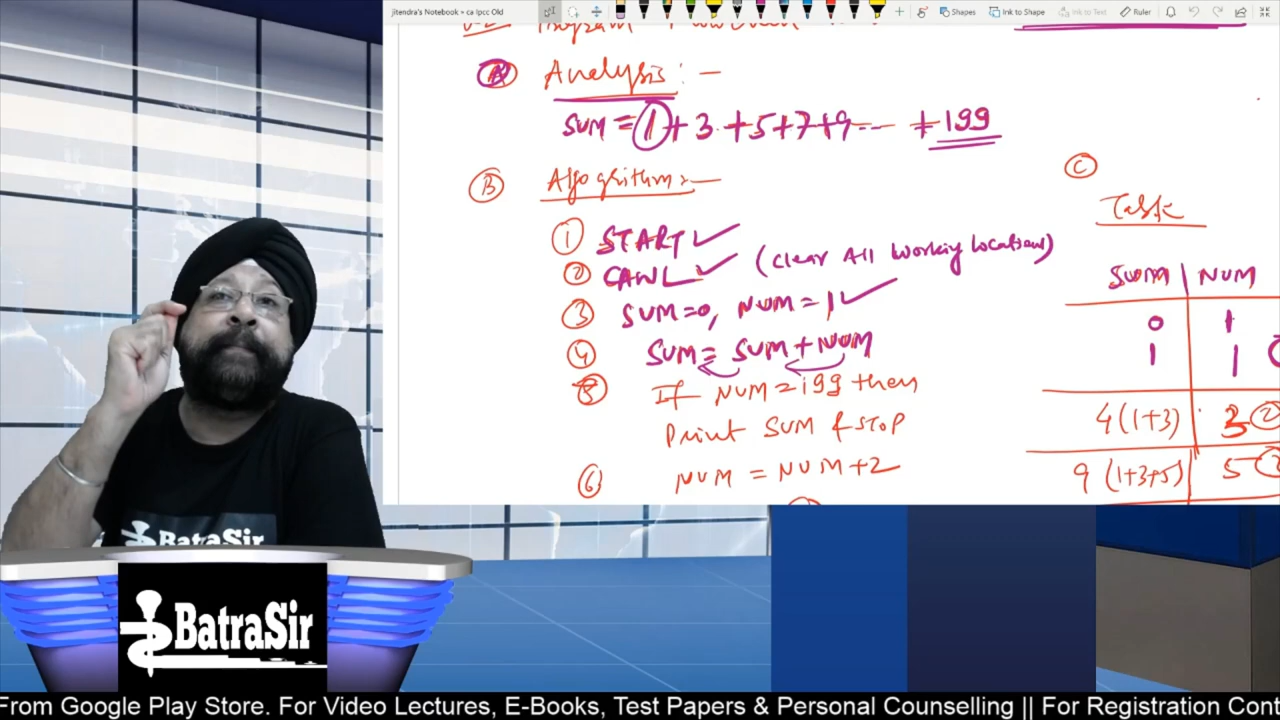 jitendra's Notebook » ca Ipcc Old
Shapes Ink to Shape Ink to Text Ruler
Program
A Analysis :-
SUM = 1 + 3 + 5 + 7 + 9 ... + 199
B Algogrithm :-
1 START
2 CAWL (Clear All Working Locations)
3 SUM=0, NUM=1
4 SUM = SUM + NUM
5 If NUM = 199 then
Print SUM & STOP
6 NUM = NUM+2
C
Task
SUM NUM
0 1
1 1
4 (1+3) 3 2
9 (1+3+5) 5
BatraSir
BatraSir
From Google Play Store. For Video Lectures, E-Books, Test Papers & Personal Counselling || For Registration Cont